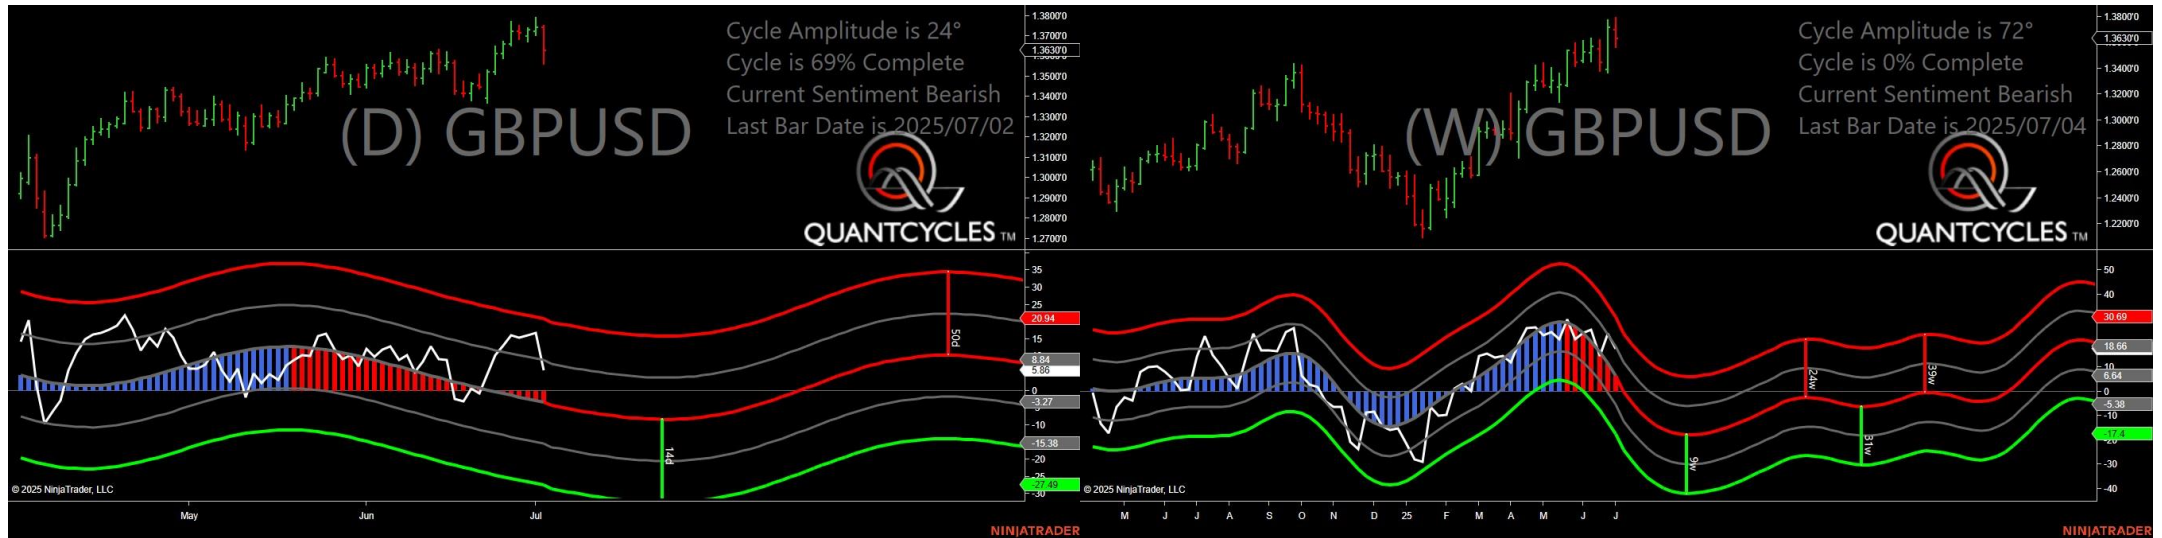 Cycle Amplitude is 24°
Cycle is 69% Complete
Current Sentiment Bearish
Last Bar Date is 2025/07/02
(D) GBPUSD
QUANTCYCLES TM
1.3800'0
1.3700'0
1.3630'0
1.3500'0
1.3400'0
1.3300'0
1.3200'0
1.3100'0
1.3000'0
1.2900'0
1.2800'0
1.2700'0
35
30
25
20.94
15
8.84
5.86
0
-3.27
-10
-15.38
-20
-25
-27.49
-30
50d
14d
© 2025 NinjaTrader, LLC
May Jun Jul
NINJATRADER
Cycle Amplitude is 72°
Cycle is 0% Complete
Current Sentiment Bearish
Last Bar Date is 2025/07/04
(W) GBPUSD
QUANTCYCLES TM
1.3800'0
1.3630'0
1.3400'0
1.3200'0
1.3000'0
1.2800'0
1.2600'0
1.2400'0
1.2200'0
50
40
30.69
18.66
10
6.64
0
-5.38
-10
-17.4
-30
-40
24w
39w
9w
31w
© 2025 NinjaTrader, LLC
M J J A S O N D 25 F M A M J J
NINJATRADER